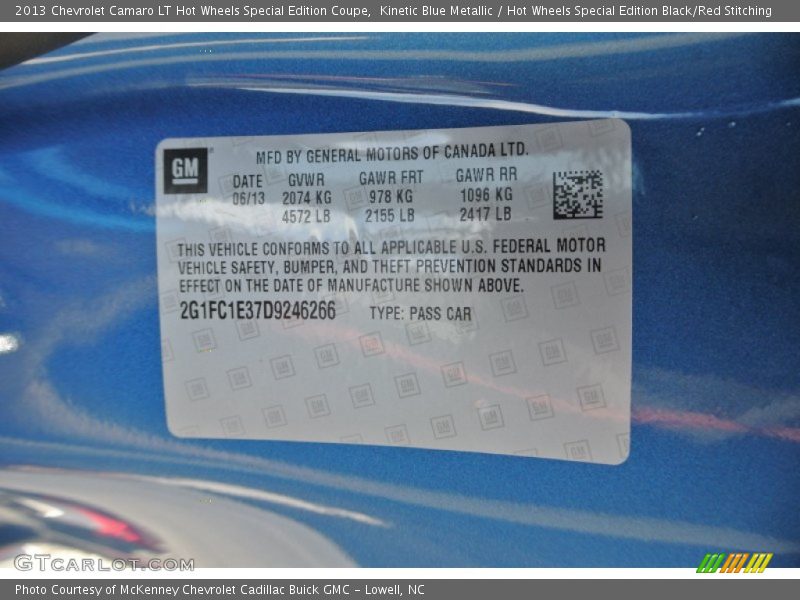 2013 Chevrolet Camaro LT Hot Wheels Special Edition Coupe, Kinetic Blue Metallic / Hot Wheels Special Edition Black/Red Stitching
GM
MFD BY GENERAL MOTORS OF CANADA LTD.
DATE GVWR GAWR FRT GAWR RR
06/13 2074 KG 978 KG 1096 KG
4572 LB 2155 LB 2417 LB
THIS VEHICLE CONFORMS TO ALL APPLICABLE U.S. FEDERAL MOTOR
VEHICLE SAFETY, BUMPER, AND THEFT PREVENTION STANDARDS IN
EFFECT ON THE DATE OF MANUFACTURE SHOWN ABOVE.
2G1FC1E37D9246266 TYPE: PASS CAR
GTcarlot.com
Photo Courtesy of McKenney Chevrolet Cadillac Buick GMC - Lowell, NC